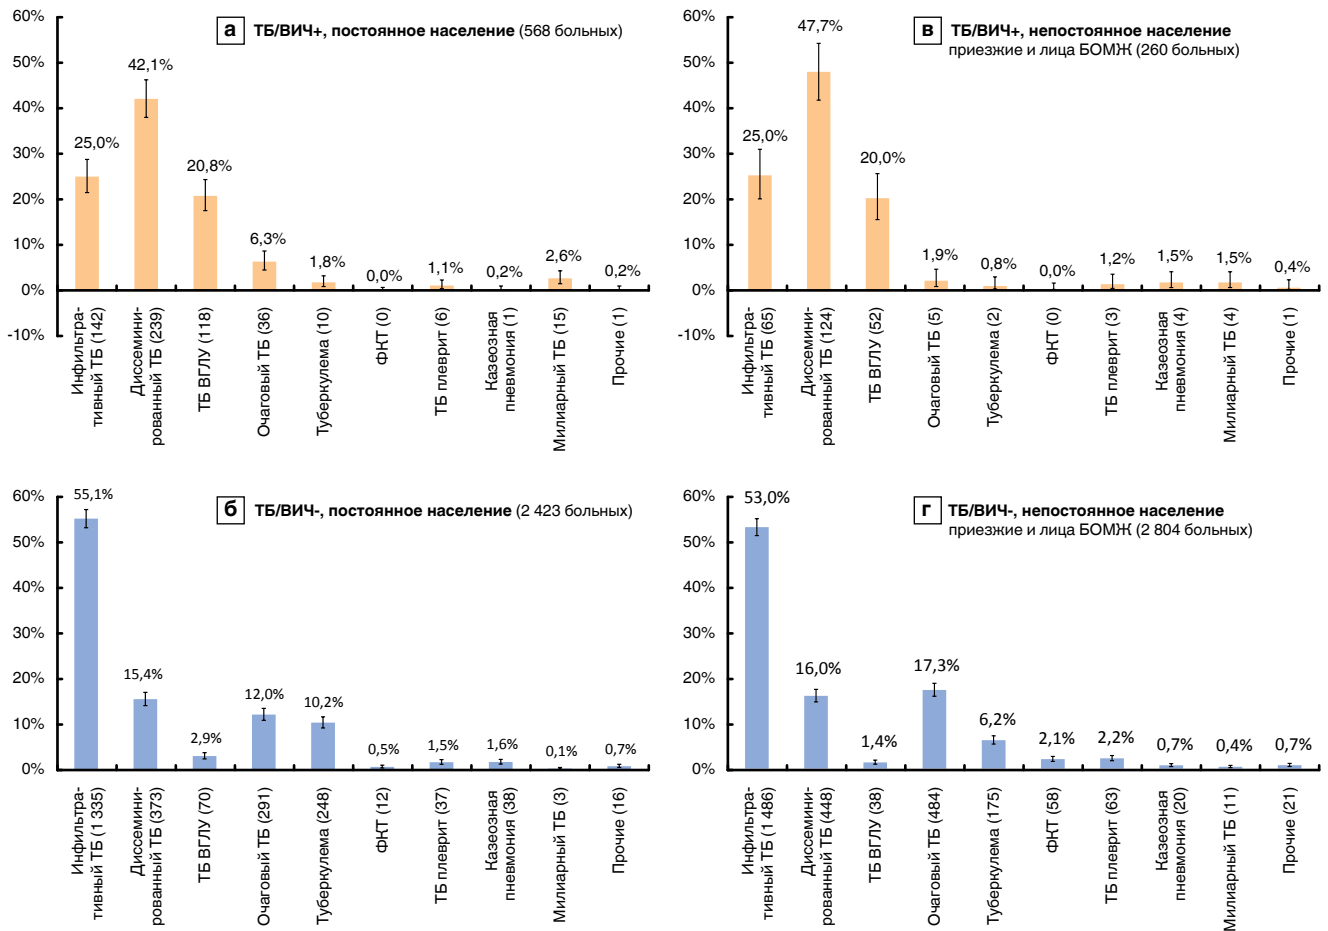 а
ТБ/ВИЧ+, постоянное население (568 больных)
60%
50%
40%
30%
20%
10%
0%
-10%
25,0%
42,1%
20,8%
6,3%
1,8%
0,0%
1,1%
0,2%
2,6%
0,2%
Инфильтра-
тивный ТБ (142)
Диссемини-
рованный ТБ (239)
ТБ ВГЛУ (118)
Очаговый ТБ (36)
Туберкулема (10)
ФКТ (0)
ТБ плеврит (6)
Казеозная
пневмония (1)
Милиарный ТБ (15)
Прочие (1)
в
ТБ/ВИЧ+, непостоянное население
приезжие и лица БОМЖ (260 больных)
60%
50%
40%
30%
20%
10%
0%
-10%
25,0%
47,7%
20,0%
1,9%
0,8%
0,0%
1,2%
1,5%
1,5%
0,4%
Инфильтра-
тивный ТБ (65)
Диссемини-
рованный ТБ (124)
ТБ ВГЛУ (52)
Очаговый ТБ (5)
Туберкулема (2)
ФКТ (0)
ТБ плеврит (3)
Казеозная
пневмония (4)
Милиарный ТБ (4)
Прочие (1)
б
ТБ/ВИЧ-, постоянное население (2 423 больных)
60%
50%
40%
30%
20%
10%
0%
55,1%
15,4%
2,9%
12,0%
10,2%
0,5%
1,5%
1,6%
0,1%
0,7%
Инфильтра-
тивный ТБ (1 335)
Диссемини-
рованный ТБ (373)
ТБ ВГЛУ (70)
Очаговый ТБ (291)
Туберкулема (248)
ФКТ (12)
ТБ плеврит (37)
Казеозная
пневмония (38)
Милиарный ТБ (3)
Прочие (16)
г
ТБ/ВИЧ-, непостоянное население
приезжие и лица БОМЖ (2 804 больных)
60%
50%
40%
30%
20%
10%
0%
53,0%
16,0%
1,4%
17,3%
6,2%
2,1%
2,2%
0,7%
0,4%
0,7%
Инфильтра-
тивный ТБ (1 486)
Диссемини-
рованный ТБ (448)
ТБ ВГЛУ (38)
Очаговый ТБ (484)
Туберкулема (175)
ФКТ (58)
ТБ плеврит (63)
Казеозная
пневмония (20)
Милиарный ТБ (11)
Прочие (21)